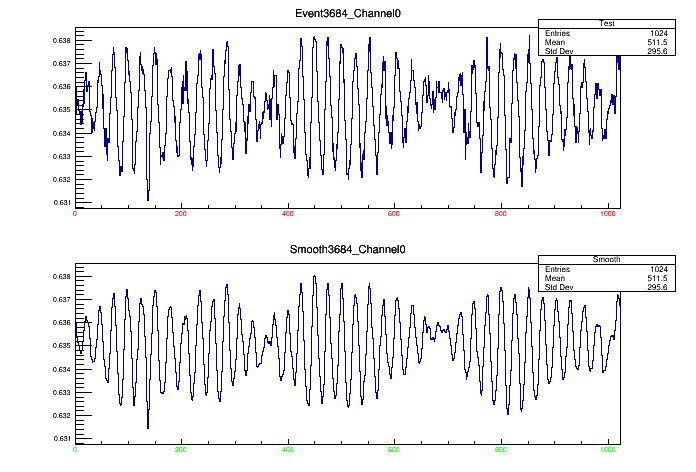 Event3684_Channel0
Test
Entries 1024
Mean 511.5
Std Dev 295.6
0.638
0.637
0.636
0.635
0.634
0.633
0.632
0.631
0 200 400 600 800 1000
Smooth3684_Channel0
Smooth
Entries 1024
Mean 511.5
Std Dev 295.6
0.638
0.637
0.636
0.635
0.634
0.633
0.632
0.631
0 200 400 600 800 1000